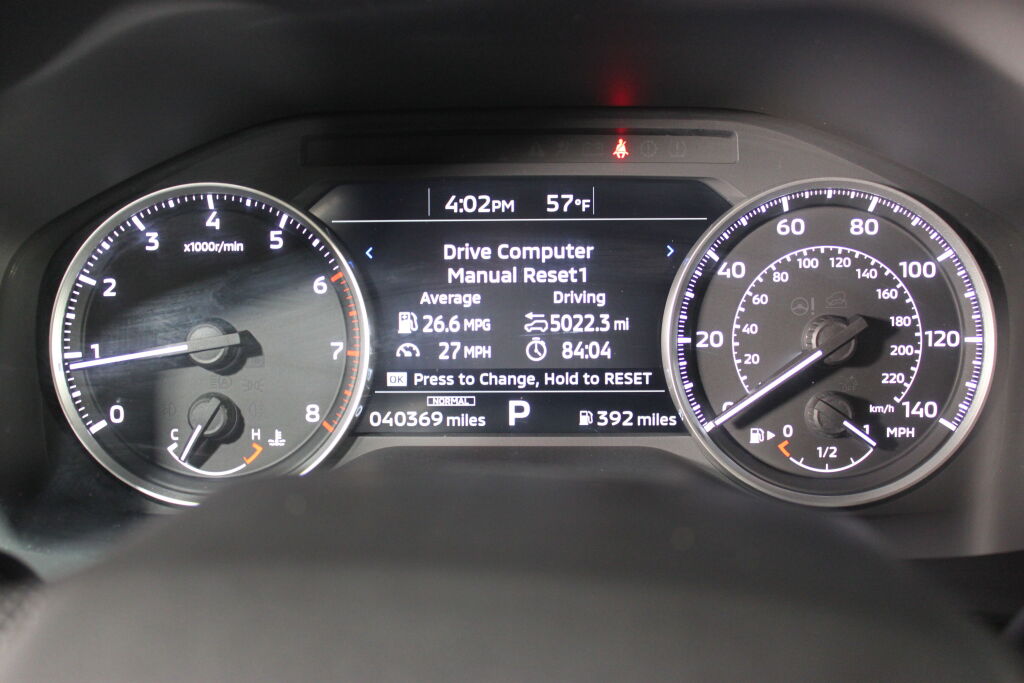 4:02PM 57°F
Drive Computer
Manual Reset1
Average Driving
26.6 MPG 5022.3 mi
27 MPH 84:04
OK Press to Change, Hold to RESET
NORMAL
040369 miles P 392 miles
0 1 2 3 4 5 6 7 8
x1000r/min
C H
20 40 60 80 100 120 140
MPH
20 40 60 80 100 120 140 160 180 200 220
km/h
0 1/2 1